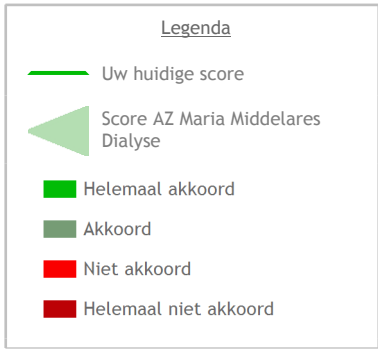 Legenda
Uw huidige score
Score AZ Maria Middelares
Dialyse
Helemaal akkoord
Akkoord
Niet akkoord
Helemaal niet akkoord